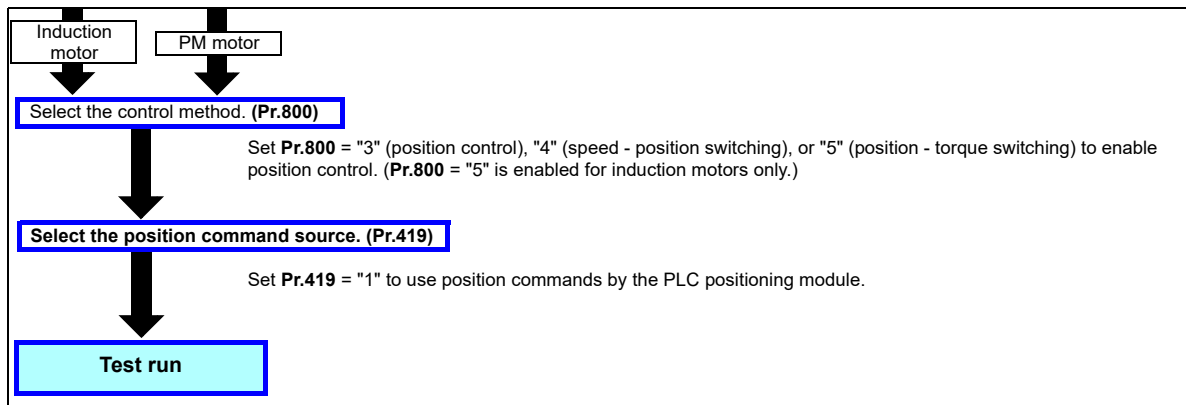 Induction
motor
PM motor
Select the control method. (Pr.800)
Set Pr.800 = "3" (position control), "4" (speed - position switching), or "5" (position - torque switching) to enable
position control. (Pr.800 = "5" is enabled for induction motors only.)
Select the position command source. (Pr.419)
Set Pr.419 = "1" to use position commands by the PLC positioning module.
Test run